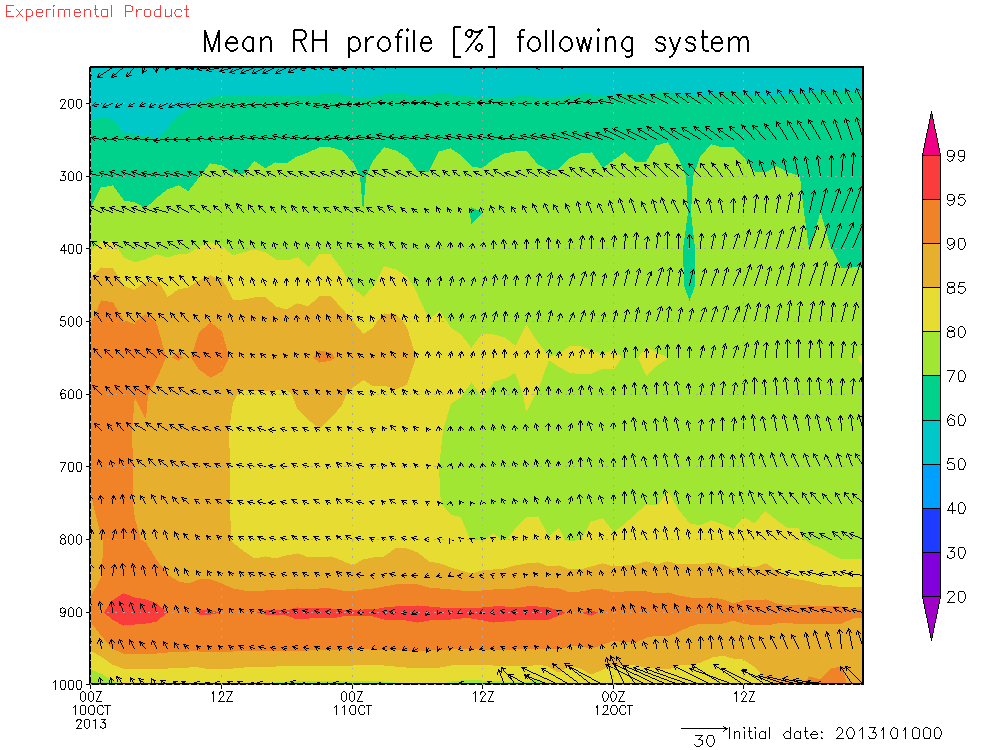 Experimental Product
Mean RH profile [%] following system
200
300
400
500
600
700
800
900
1000
00Z
10OCT
2013
12Z
00Z
11OCT
12Z
00Z
12OCT
12Z
99
95
90
85
80
70
60
50
40
30
20
30
Initial date: 2013101000